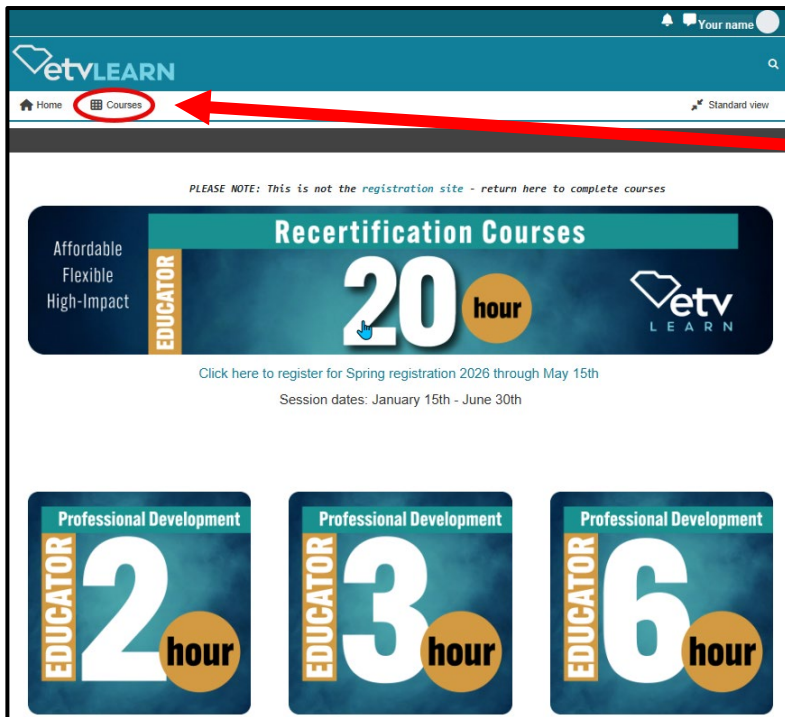 Your name
etvLEARN
Home Courses Standard view
PLEASE NOTE: This is not the registration site - return here to complete courses
Affordable
Flexible
High-Impact
EDUCATOR
Recertification Courses
20 hour
etv
LEARN
Click here to register for Spring registration 2026 through May 15th
Session dates: January 15th - June 30th
Professional Development
EDUCATOR
2
hour
Professional Development
EDUCATOR
3
hour
Professional Development
EDUCATOR
6
hour